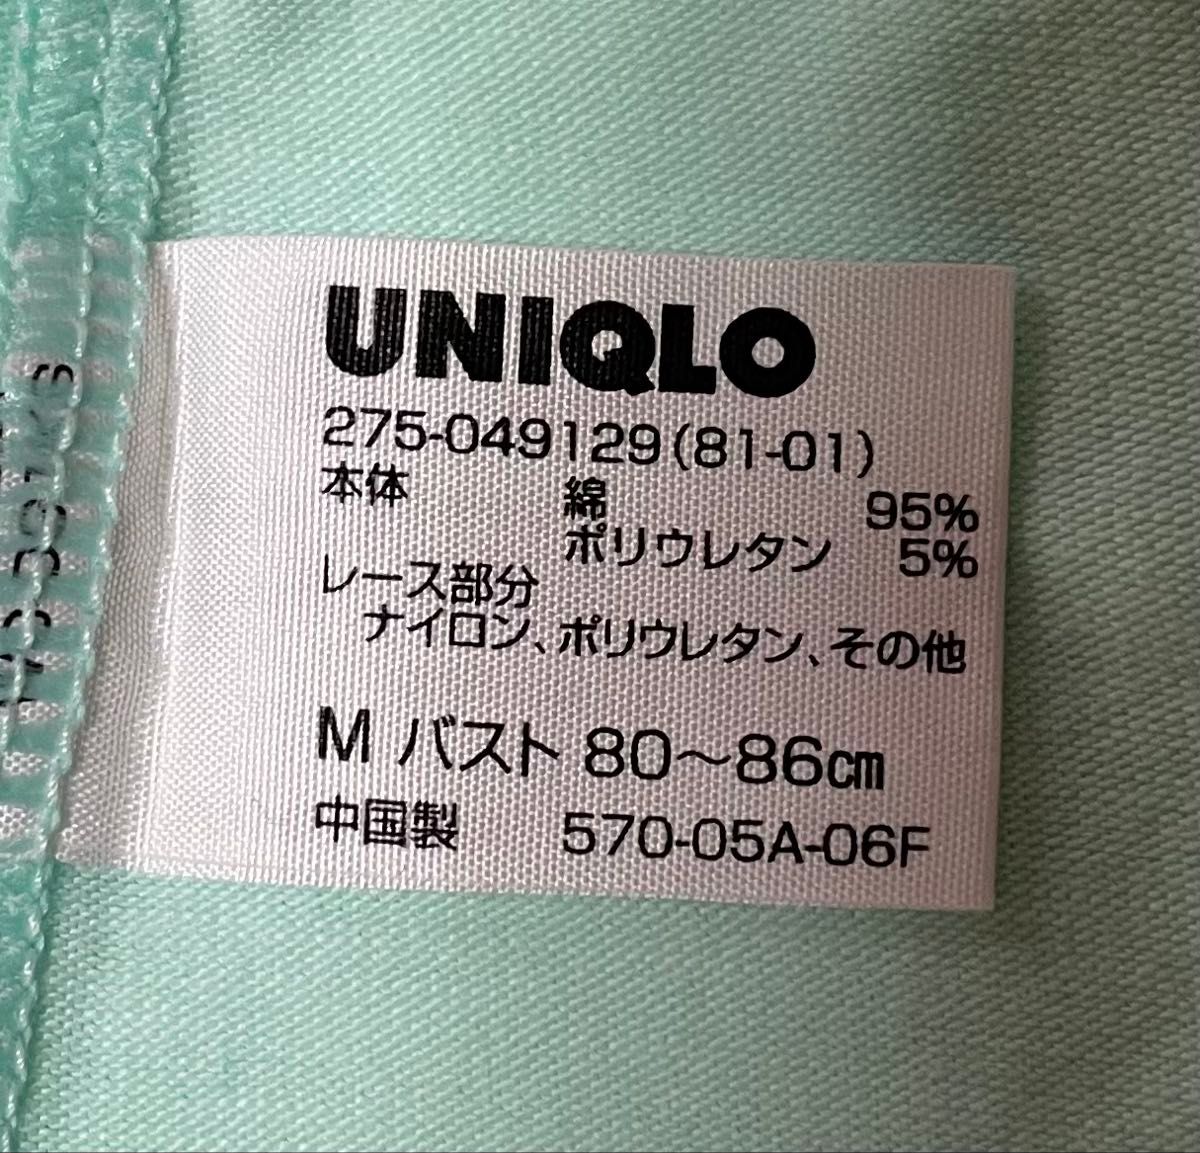 UNIQLO
275-049129(81-01)
本体 綿 95%
ポリウレタン 5%
レース部分
ナイロン、ポリウレタン、その他
M バスト 80～86cm
中国製 570-05A-06F